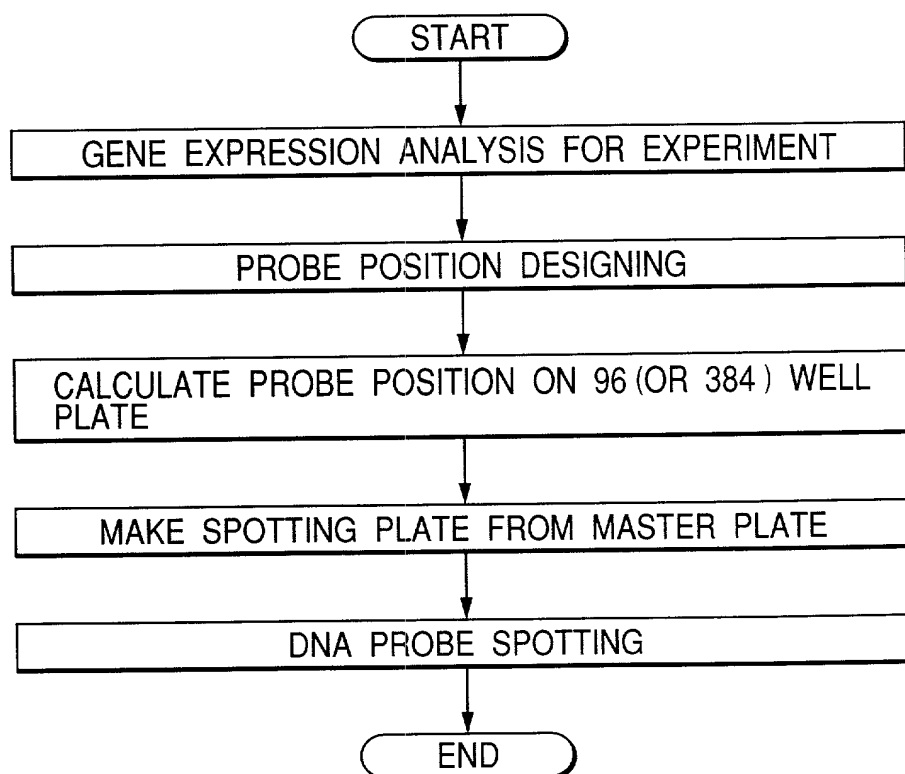 START
GENE EXPRESSION ANALYSIS FOR EXPERIMENT
PROBE POSITION DESIGNING
CALCULATE PROBE POSITION ON 96 (OR 384) WELL
PLATE
MAKE SPOTTING PLATE FROM MASTER PLATE
DNA PROBE SPOTTING
END